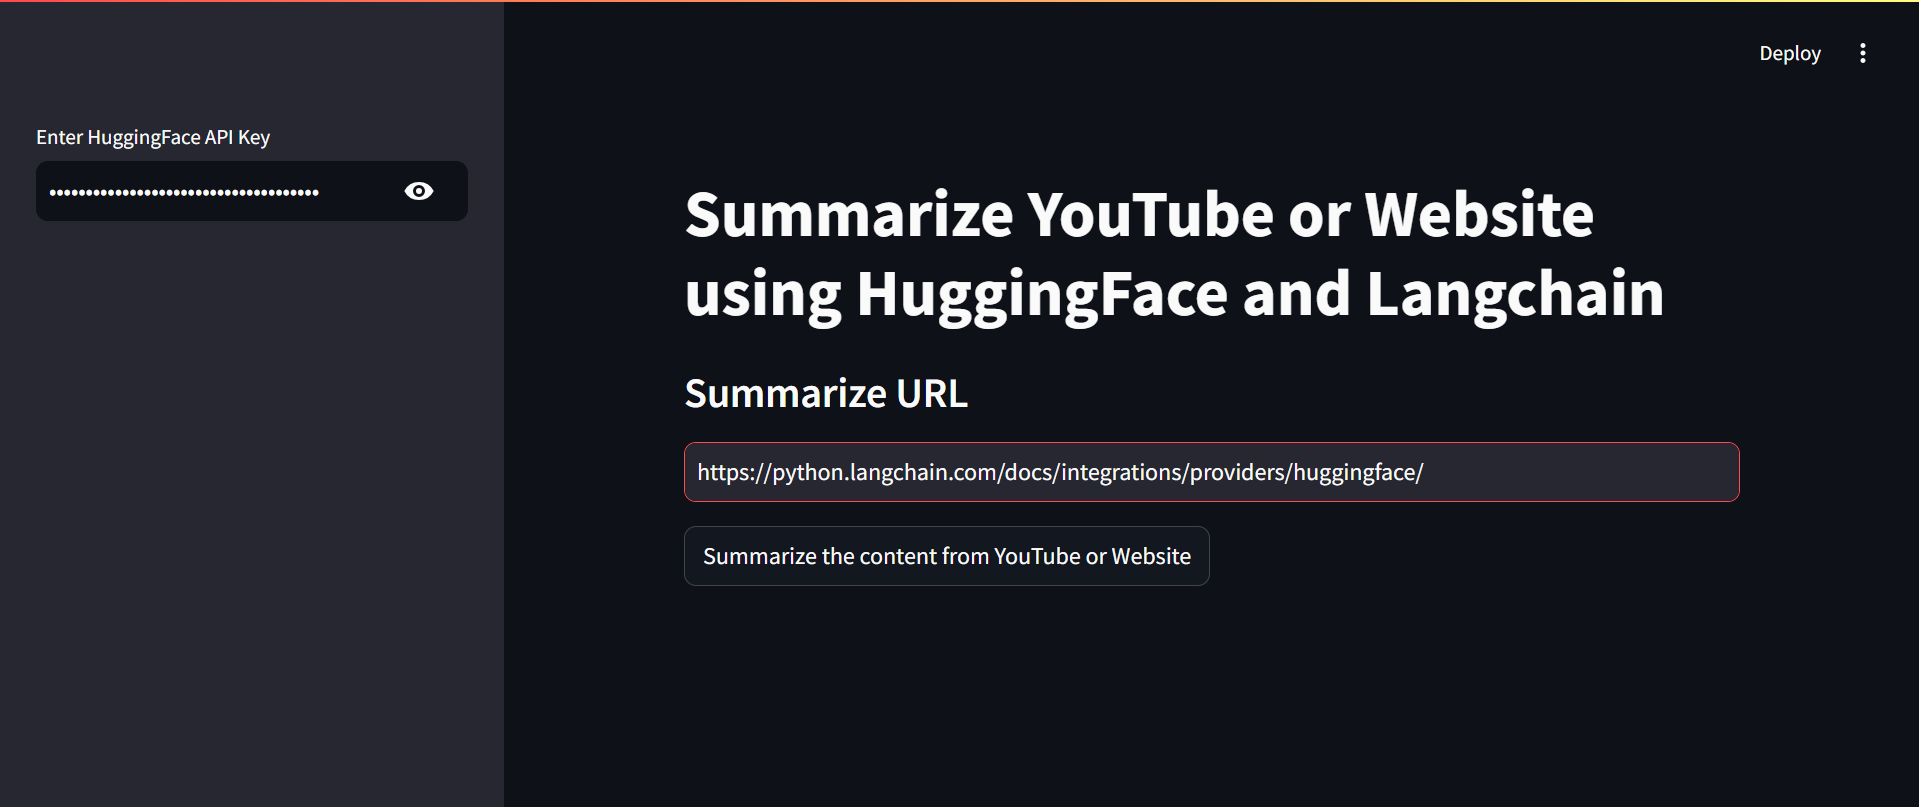 Deploy
Enter HuggingFace API Key
••••••••••••••••••••••••••••••••••••••
Summarize YouTube or Website
using HuggingFace and Langchain
Summarize URL
https://python.langchain.com/docs/integrations/providers/huggingface/
Summarize the content from YouTube or Website